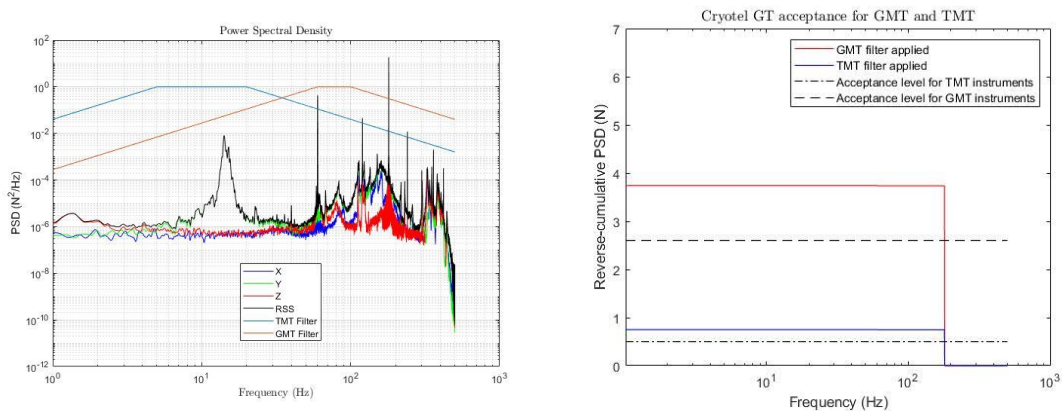 Power Spectral Density
10^2
10^0
10^-2
10^-4
10^-6
10^-8
10^-10
10^-12
PSD (N^2/Hz)
X
Y
Z
RSS
TMT Filter
GMT Filter
10^0
10^1
10^2
10^3
Frequency (Hz)
Cryotel GT acceptance for GMT and TMT
7
6
5
4
3
2
1
0
Reverse-cumulative PSD (N)
GMT filter applied
TMT filter applied
Acceptance level for TMT instruments
Acceptance level for GMT instruments
10^1
10^2
10^3
Frequency (Hz)